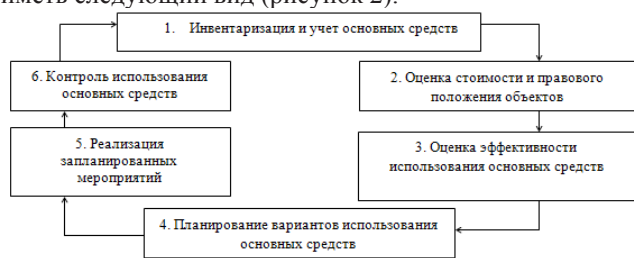 иметь следующий вид (рисунок 2).
1. Инвентаризация и учет основных средств
2. Оценка стоимости и правового
положения объектов
3. Оценка эффективности
использования основных средств
4. Планирование вариантов использования
основных средств
5. Реализация
запланированных
мероприятий
6. Контроль использования
основных средств